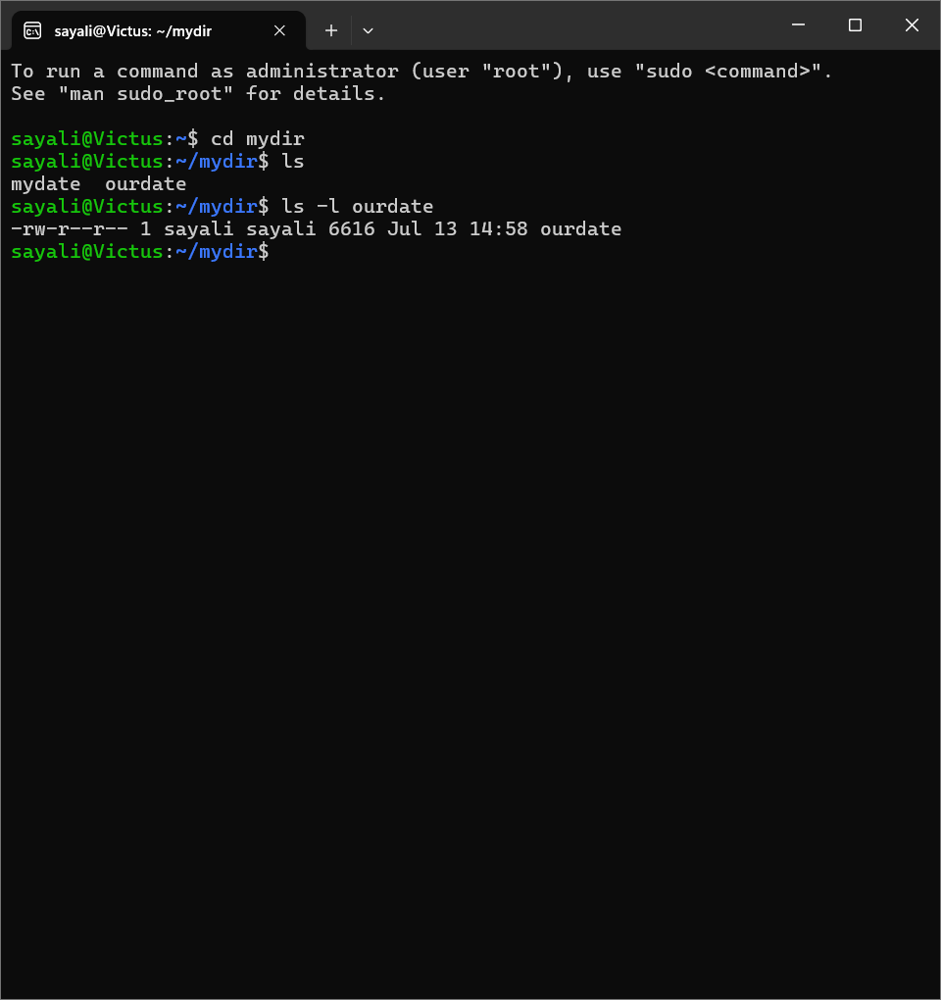 sayali@Victus: ~/mydir
To run a command as administrator (user "root"), use "sudo <command>".
See "man sudo_root" for details.
sayali@Victus:~$ cd mydir
sayali@Victus:~/mydir$ ls
mydate  ourdate
sayali@Victus:~/mydir$ ls -l ourdate
-rw-r--r-- 1 sayali sayali 6616 Jul 13 14:58 ourdate
sayali@Victus:~/mydir$